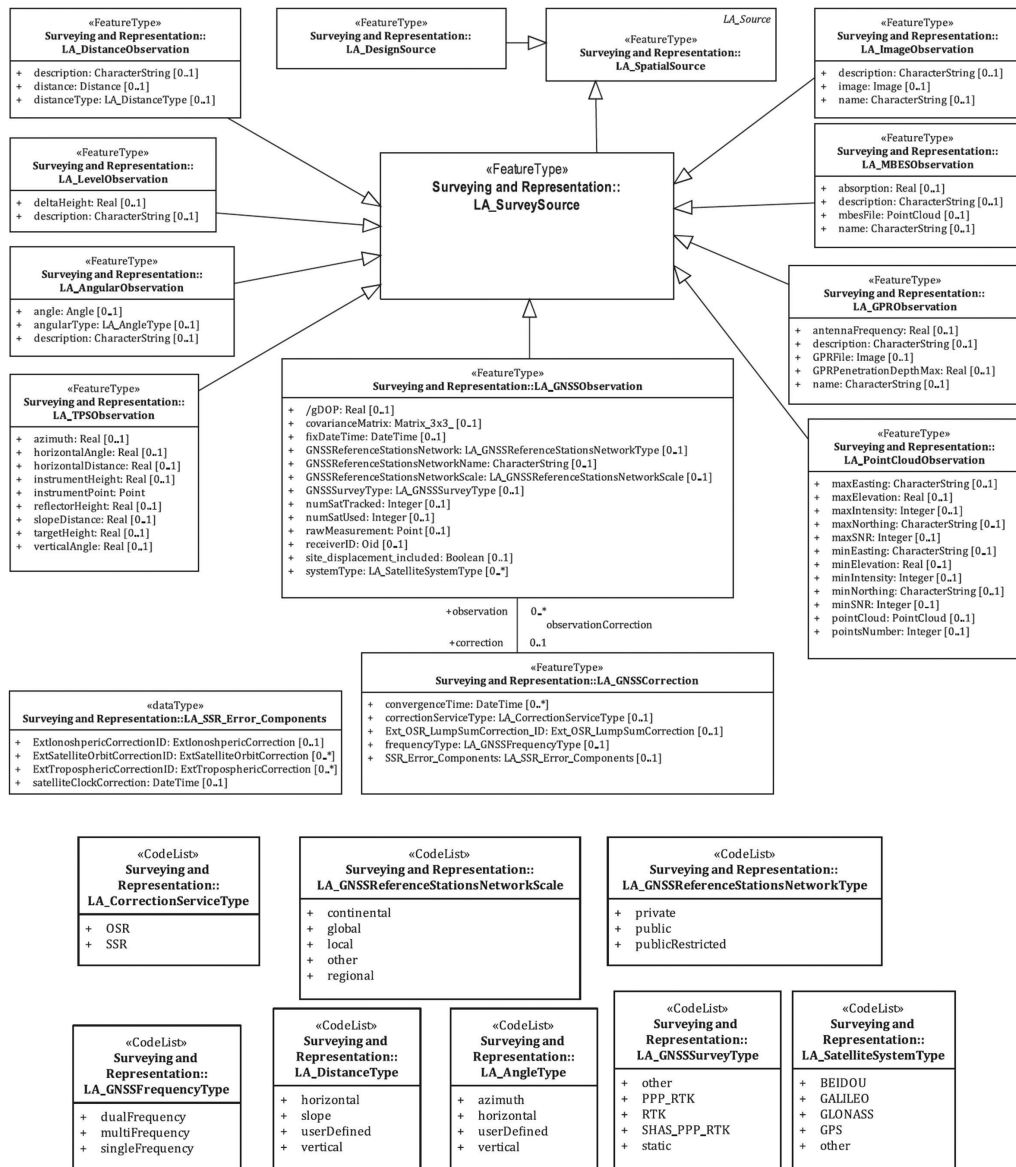 «FeatureType»
Surveying and Representation::
LA_DistanceObservation
+ description: CharacterString [0..1]
+ distance: Distance [0..1]
+ distanceType: LA_DistanceType [0..1]
«FeatureType»
Surveying and Representation::
LA_DesignSource
LA_Source
«FeatureType»
Surveying and Representation::
LA_SpatialSource
«FeatureType»
Surveying and Representation::
LA_ImageObservation
+ description: CharacterString [0..1]
+ image: Image [0..1]
+ name: CharacterString [0..1]
«FeatureType»
Surveying and Representation::
LA_LevelObservation
+ deltaHeight: Real [0..1]
+ description: CharacterString [0..1]
«FeatureType»
Surveying and Representation::
LA_SurveySource
«FeatureType»
Surveying and Representation::
LA_MBESObservation
+ absorption: Real [0..1]
+ description: CharacterString [0..1]
+ mbesFile: PointCloud [0..1]
+ name: CharacterString [0..1]
«FeatureType»
Surveying and Representation::
LA_AngularObservation
+ angle: Angle [0..1]
+ angularType: LA_AngleType [0..1]
+ description: CharacterString [0..1]
«FeatureType»
Surveying and Representation::
LA_GPRObservation
+ antennaFrequency: Real [0..1]
+ description: CharacterString [0..1]
+ GPRFile: Image [0..1]
+ GPRPenetrationDepthMax: Real [0..1]
+ name: CharacterString [0..1]
«FeatureType»
Surveying and Representation::
LA_TPSObservation
+ azimuth: Real [0..1]
+ horizontalAngle: Real [0..1]
+ horizontalDistance: Real [0..1]
+ instrumentHeight: Real [0..1]
+ instrumentPoint: Point
+ reflectorHeight: Real [0..1]
+ slopeDistance: Real [0..1]
+ targetHeight: Real [0..1]
+ verticalAngle: Real [0..1]
«FeatureType»
Surveying and Representation::LA_GNSSObservation
+ /gDOP: Real [0..1]
+ covarianceMatrix: Matrix_3x3_ [0..1]
+ fixDateTime: DateTime [0..1]
+ GNSSReferenceStationsNetwork: LA_GNSSReferenceStationsNetworkType [0..1]
+ GNSSReferenceStationsNetworkName: CharacterString [0..1]
+ GNSSReferenceStationsNetworkScale: LA_GNSSReferenceStationsNetworkScale [0..1]
+ GNSSSurveyType: LA_GNSSSurveyType [0..1]
+ numSatTracked: Integer [0..1]
+ numSatUsed: Integer [0..1]
+ rawMeasurement: Point [0..1]
+ receiverID: Oid [0..1]
+ site_displacement_included: Boolean [0..1]
+ systemType: LA_SatelliteSystemType [0..*]
«FeatureType»
Surveying and Representation::
LA_PointCloudObservation
+ maxEasting: CharacterString [0..1]
+ maxElevation: Real [0..1]
+ maxIntensity: Integer [0..1]
+ maxNorthing: CharacterString [0..1]
+ maxSNR: Integer [0..1]
+ minEasting: CharacterString [0..1]
+ minElevation: Real [0..1]
+ minIntensity: Integer [0..1]
+ minNorthing: CharacterString [0..1]
+ minSNR: Integer [0..1]
+ pointCloud: PointCloud [0..1]
+ pointsNumber: Integer [0..1]
+observation 0..*
observationCorrection
+correction 0..1
«FeatureType»
Surveying and Representation::LA_GNSSCorrection
+ convergenceTime: DateTime [0..*]
+ correctionServiceType: LA_CorrectionServiceType [0..1]
+ Ext_OSR_LumpSumCorrection_ID: Ext_OSR_LumpSumCorrection [0..1]
+ frequencyType: LA_GNSSFrequencyType [0..1]
+ SSR_Error_Components: LA_SSR_Error_Components [0..1]
«dataType»
Surveying and Representation::LA_SSR_Error_Components
+ ExtIonoshpericCorrectionID: ExtIonoshpericCorrection [0..1]
+ ExtSatelliteOrbitCorrectionID: ExtSatelliteOrbitCorrection [0..*]
+ ExtTroposphericCorrectionID: ExtTroposphericCorrection [0..*]
+ satelliteClockCorrection: DateTime [0..1]
«CodeList»
Surveying and
Representation::
LA_CorrectionServiceType
+ OSR
+ SSR
«CodeList»
Surveying and Representation::
LA_GNSSReferenceStationsNetworkScale
+ continental
+ global
+ local
+ other
+ regional
«CodeList»
Surveying and Representation::
LA_GNSSReferenceStationsNetworkType
+ private
+ public
+ publicRestricted
«CodeList»
Surveying and
Representation::
LA_GNSSFrequencyType
+ dualFrequency
+ multiFrequency
+ singleFrequency
«CodeList»
Surveying and
Representation::
LA_DistanceType
+ horizontal
+ slope
+ userDefined
+ vertical
«CodeList»
Surveying and
Representation::
LA_AngleType
+ azimuth
+ horizontal
+ userDefined
+ vertical
«CodeList»
Surveying and
Representation::
LA_GNSSSurveyType
+ other
+ PPP_RTK
+ RTK
+ SHAS_PPP_RTK
+ static
«CodeList»
Surveying and
Representation::
LA_SatelliteSystemType
+ BEIDOU
+ GALILEO
+ GLONASS
+ GPS
+ other